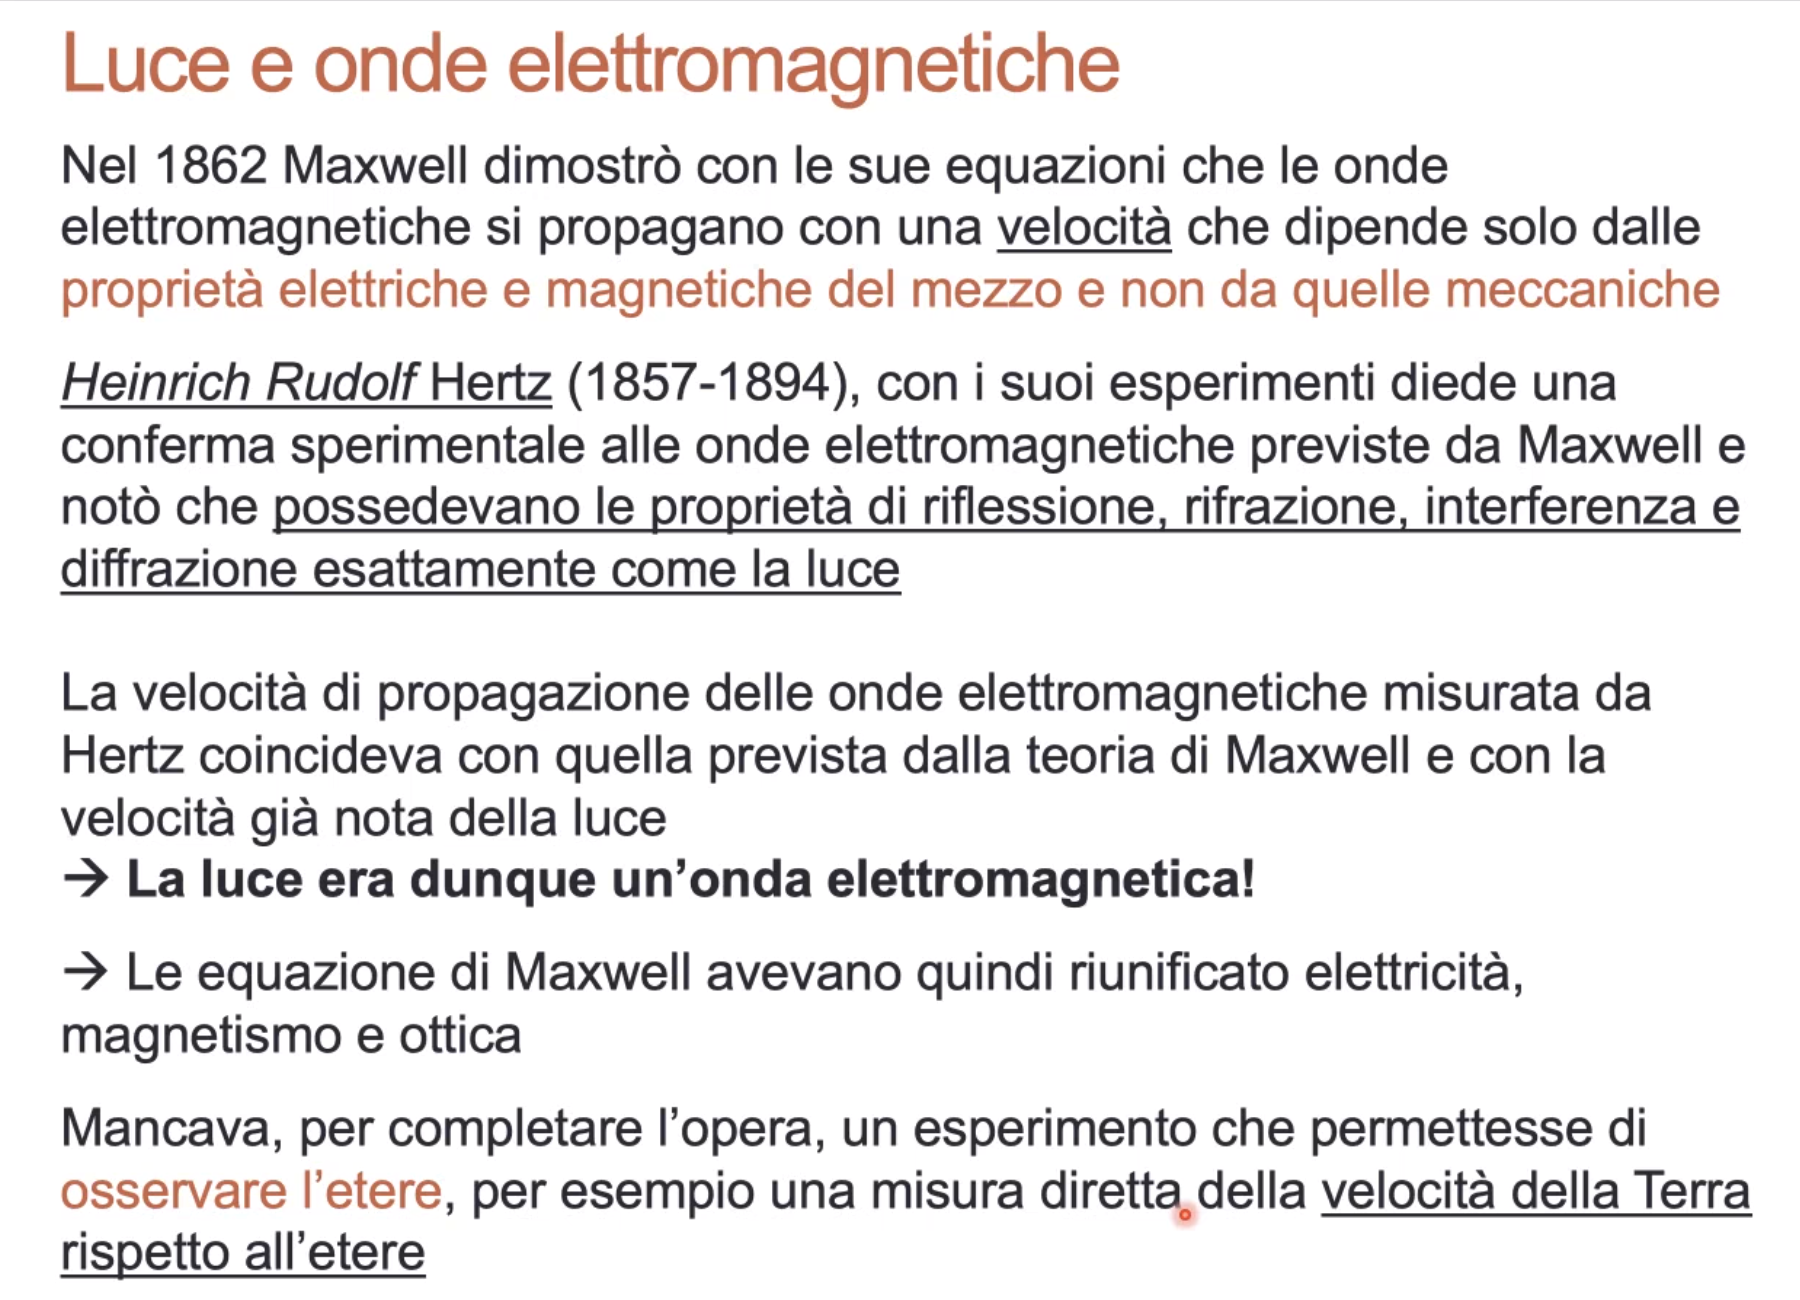 Luce e onde elettromagnetiche
Nel 1862 Maxwell dimostrò con le sue equazioni che le onde
elettromagnetiche si propagano con una velocità che dipende solo dalle
proprietà elettriche e magnetiche del mezzo e non da quelle meccaniche
Heinrich Rudolf Hertz (1857-1894), con i suoi esperimenti diede una
conferma sperimentale alle onde elettromagnetiche previste da Maxwell e
notò che possedevano le proprietà di riflessione, rifrazione, interferenza e
diffrazione esattamente come la luce
La velocità di propagazione delle onde elettromagnetiche misurata da
Hertz coincideva con quella prevista dalla teoria di Maxwell e con la
velocità già nota della luce
→ La luce era dunque un’onda elettromagnetica!
→ Le equazione di Maxwell avevano quindi riunificato elettricità,
magnetismo e ottica
Mancava, per completare l’opera, un esperimento che permettesse di
osservare l’etere, per esempio una misura diretta della velocità della Terra
rispetto all’etere